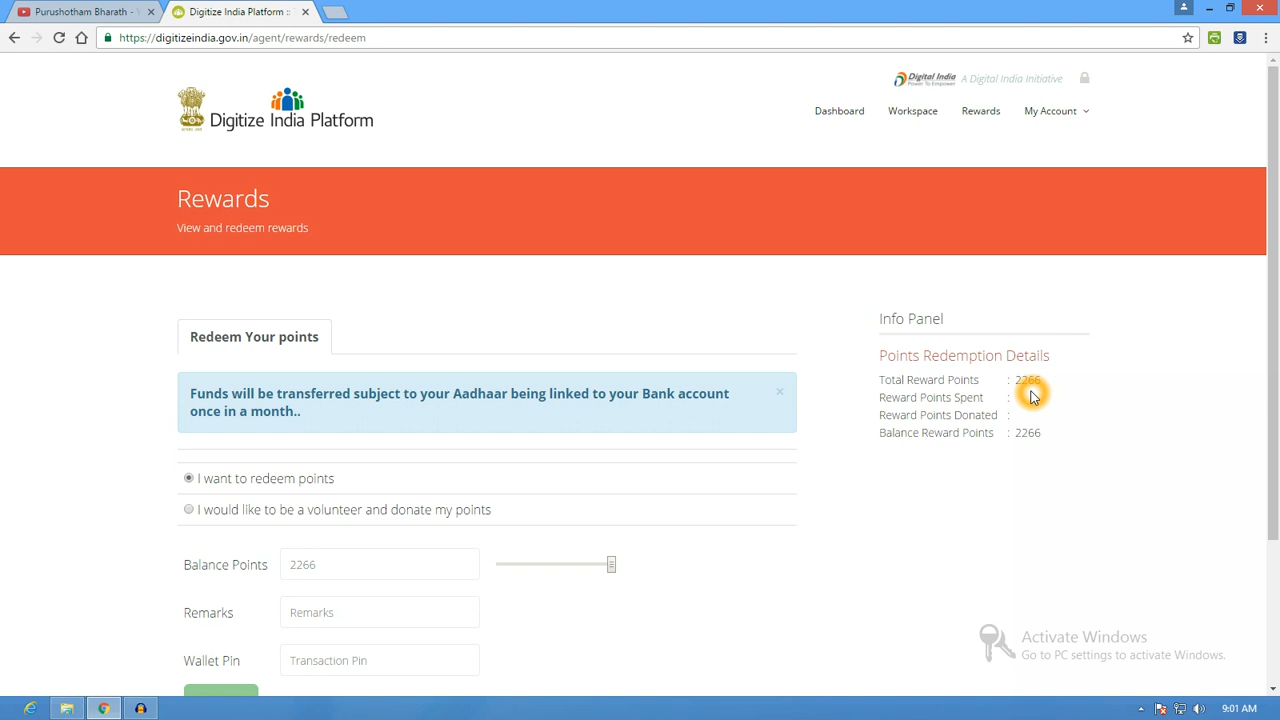 Purushotham Bharath - Y
Digitize India Platform ::
https://digitizeindia.gov.in/agent/rewards/redeem
Digital India
Power To Empower
A Digital India Initiative
Digitize India Platform
Dashboard
Workspace
Rewards
My Account
Rewards
View and redeem rewards
Redeem Your points
Funds will be transferred subject to your Aadhaar being linked to your Bank account
once in a month..
×
I want to redeem points
I would like to be a volunteer and donate my points
Balance Points
2266
Remarks
Remarks
Wallet Pin
Transaction Pin
Info Panel
Points Redemption Details
Total Reward Points : 2266
Reward Points Spent :
Reward Points Donated :
Balance Reward Points : 2266
Activate Windows
Go to PC settings to activate Windows.
9:01 AM